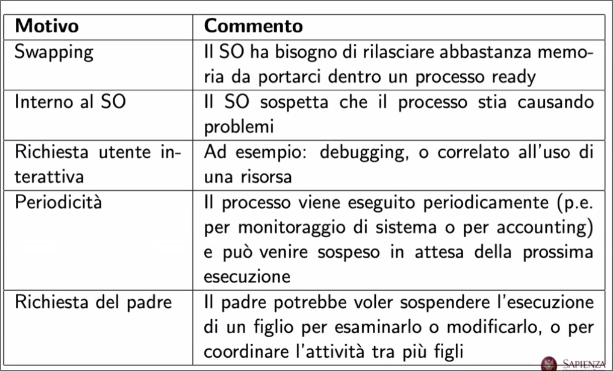 Motivo Commento
Swapping Il SO ha bisogno di rilasciare abbastanza memo-
ria da portarci dentro un processo ready
Interno al SO Il SO sospetta che il processo stia causando
problemi
Richiesta utente in- Ad esempio: debugging, o correlato all'uso di
terattiva una risorsa
Periodicità Il processo viene eseguito periodicamente (p.e.
per monitoraggio di sistema o per accounting)
e può venire sospeso in attesa della prossima
esecuzione
Richiesta del padre Il padre potrebbe voler sospendere l'esecuzione
di un figlio per esaminarlo o modificarlo, o per
coordinare l'attività tra più figli
SAPIENZA